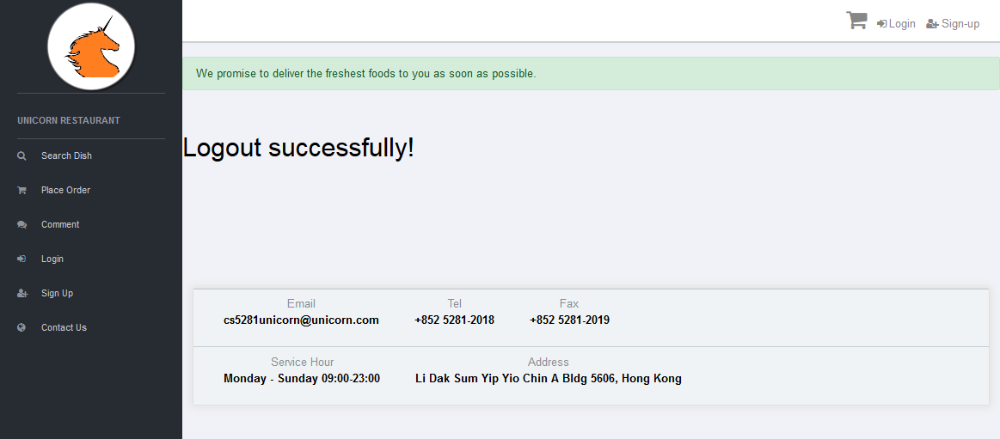 Login
Sign-up
UNICORN RESTAURANT
Search Dish
Place Order
Comment
Login
Sign Up
Contact Us
We promise to deliver the freshest foods to you as soon as possible.
Logout successfully!
Email
cs5281unicorn@unicorn.com
Tel
+852 5281-2018
Fax
+852 5281-2019
Service Hour
Monday - Sunday 09:00-23:00
Address
Li Dak Sum Yip Yio Chin A Bldg 5606, Hong Kong